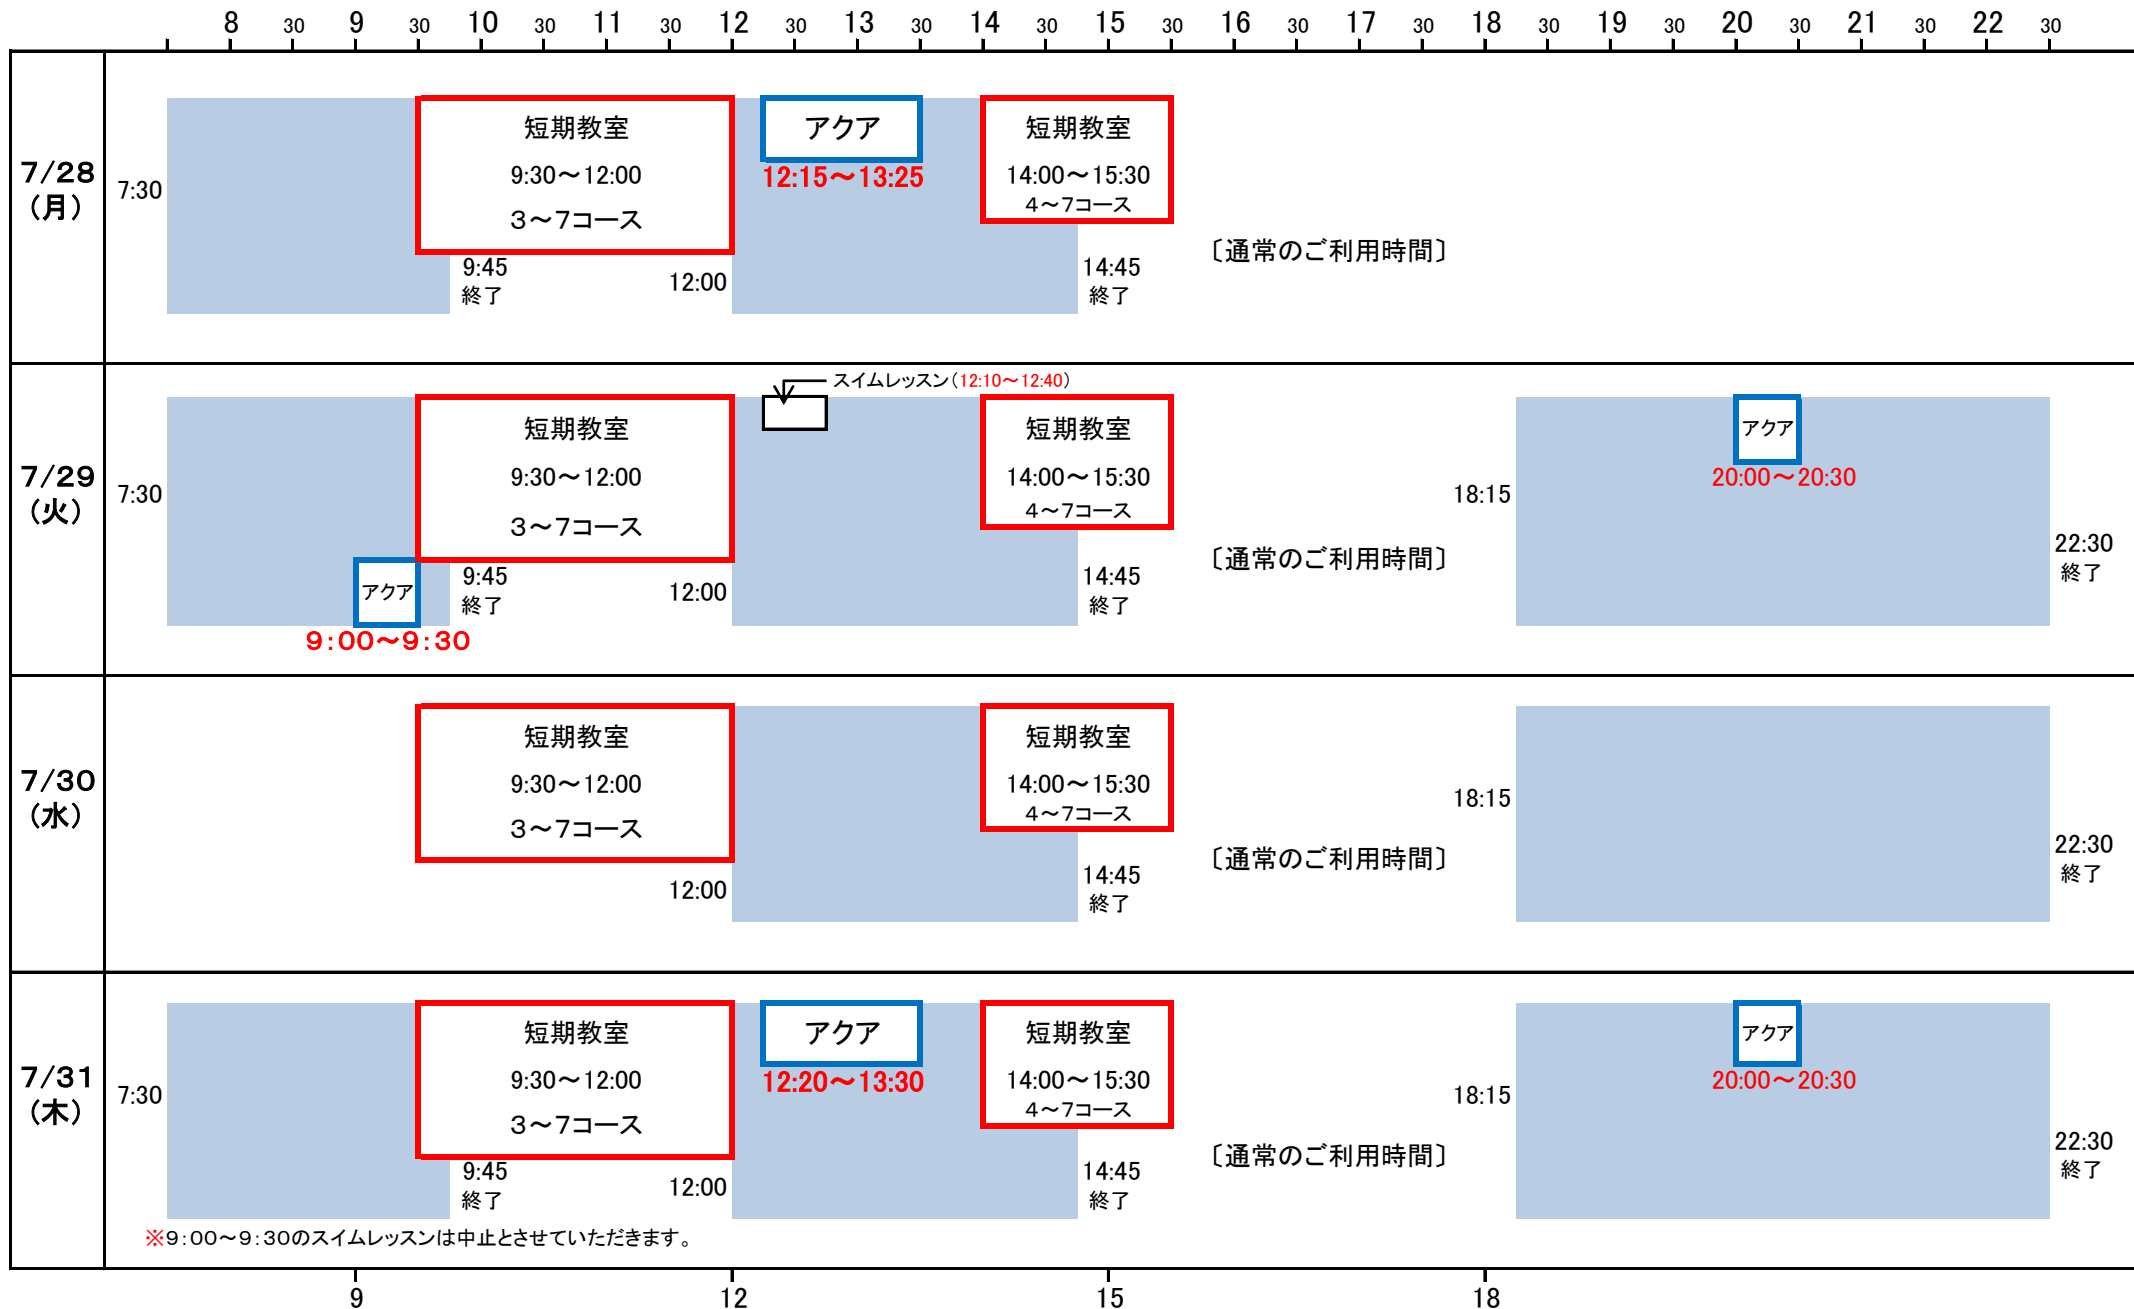 8 30 9 30 10 30 11 30 12 30 13 30 14 30 15 30 16 30 17 30 18 30 19 30 20 30 21 30 22 30
7/28
(月)
7:30
短期教室
9:30～12:00
3～7コース
9:45
終了
12:00
アクア
12:15～13:25
短期教室
14:00～15:30
4～7コース
14:45
終了
〔通常のご利用時間〕
7/29
(火)
7:30
短期教室
9:30～12:00
3～7コース
アクア
9:00～9:30
9:45
終了
12:00
スイムレッスン(12:10～12:40)
短期教室
14:00～15:30
4～7コース
14:45
終了
〔通常のご利用時間〕
18:15
アクア
20:00～20:30
22:30
終了
7/30
(水)
短期教室
9:30～12:00
3～7コース
12:00
短期教室
14:00～15:30
4～7コース
14:45
終了
〔通常のご利用時間〕
18:15
22:30
終了
7/31
(木)
7:30
短期教室
9:30～12:00
3～7コース
9:45
終了
12:00
アクア
12:20～13:30
短期教室
14:00～15:30
4～7コース
14:45
終了
〔通常のご利用時間〕
18:15
アクア
20:00～20:30
22:30
終了
※9:00～9:30のスイムレッスンは中止とさせていただきます。
9 12 15 18